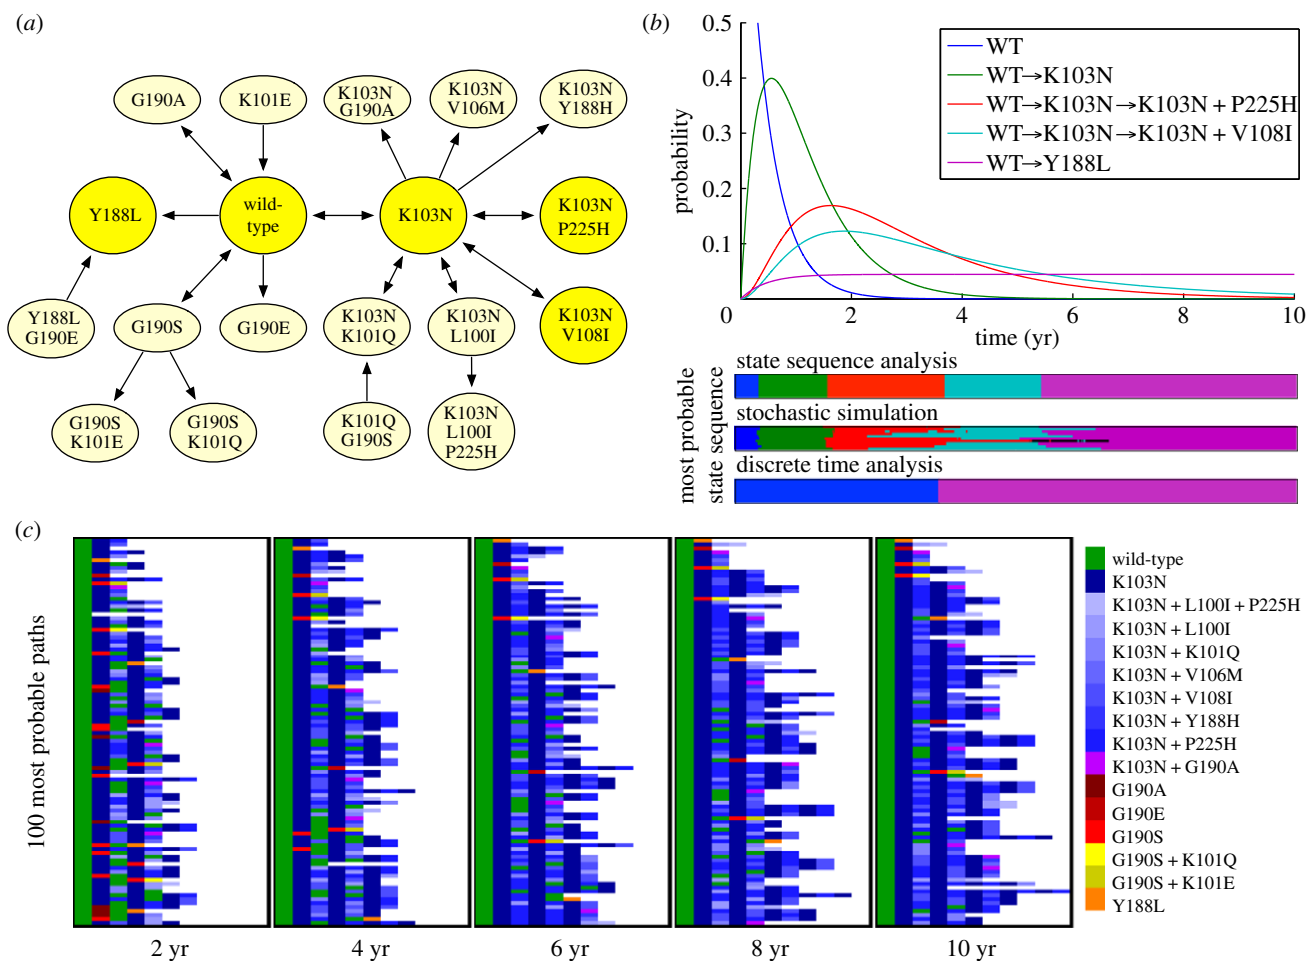 (a)
G190A
K101E
K103N
G190A
K103N
V106M
K103N
Y188H
Y188L
wild-
type
K103N
K103N
P225H
Y188L
G190E
G190S
G190E
K103N
K101Q
K103N
L100I
K103N
V108I
G190S
K101E
G190S
K101Q
K101Q
G190S
K103N
L100I
P225H
(b)
0.5
0.4
0.3
0.2
0.1
probability
WT
WT→K103N
WT→K103N→K103N + P225H
WT→K103N→K103N + V108I
WT→Y188L
0 2 4 6 8 10
time (yr)
most probable
state sequence
state sequence analysis
stochastic simulation
discrete time analysis
(c)
100 most probable paths
2 yr
4 yr
6 yr
8 yr
10 yr
wild-type
K103N
K103N + L100I + P225H
K103N + L100I
K103N + K101Q
K103N + V106M
K103N + V108I
K103N + Y188H
K103N + P225H
K103N + G190A
G190A
G190E
G190S
G190S + K101Q
G190S + K101E
Y188L